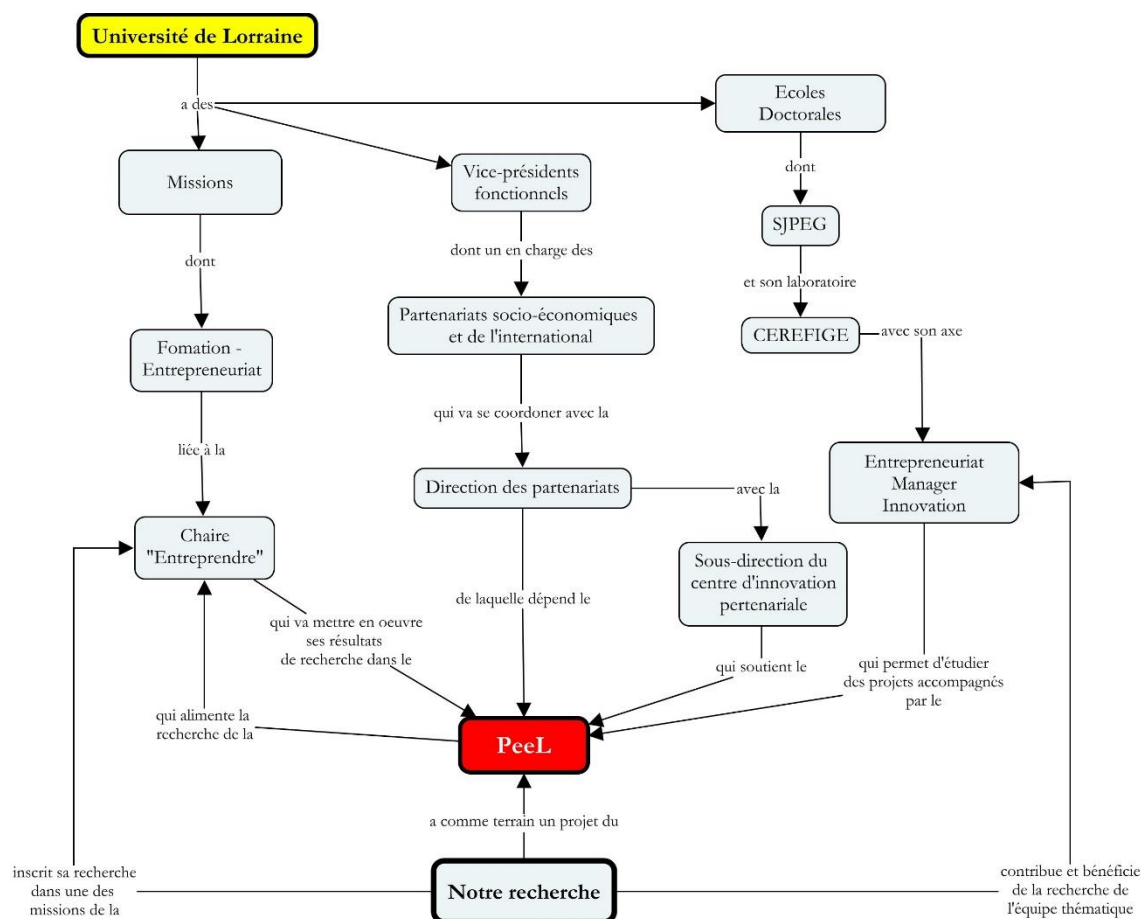 Université de Lorraine
a des
Ecoles
Doctorales
Missions
Vice-présidents
fonctionnels
dont
SJPEG
dont
dont un en charge des
et son laboratoire
Partenariats socio-économiques
et de l'international
CEREFIGE
avec son axe
Fomation -
Entrepreneuriat
qui va se coordoner avec la
liée à la
Entrepreneuriat
Manager
Innovation
Direction des partenariats
avec la
Chaire
"Entreprendre"
Sous-direction du
centre d'innovation
pertenariale
de laquelle dépend le
qui va mettre en oeuvre
ses résultats
de recherche dans le
qui soutient le
qui permet d'étudier
des projets accompagnés
par le
qui alimente la
recherche de la
PeeL
a comme terrain un projet du
inscrit sa recherche
dans une des
missions de la
Notre recherche
contribue et bénéficie
de la recherche de
l'équipe thématique